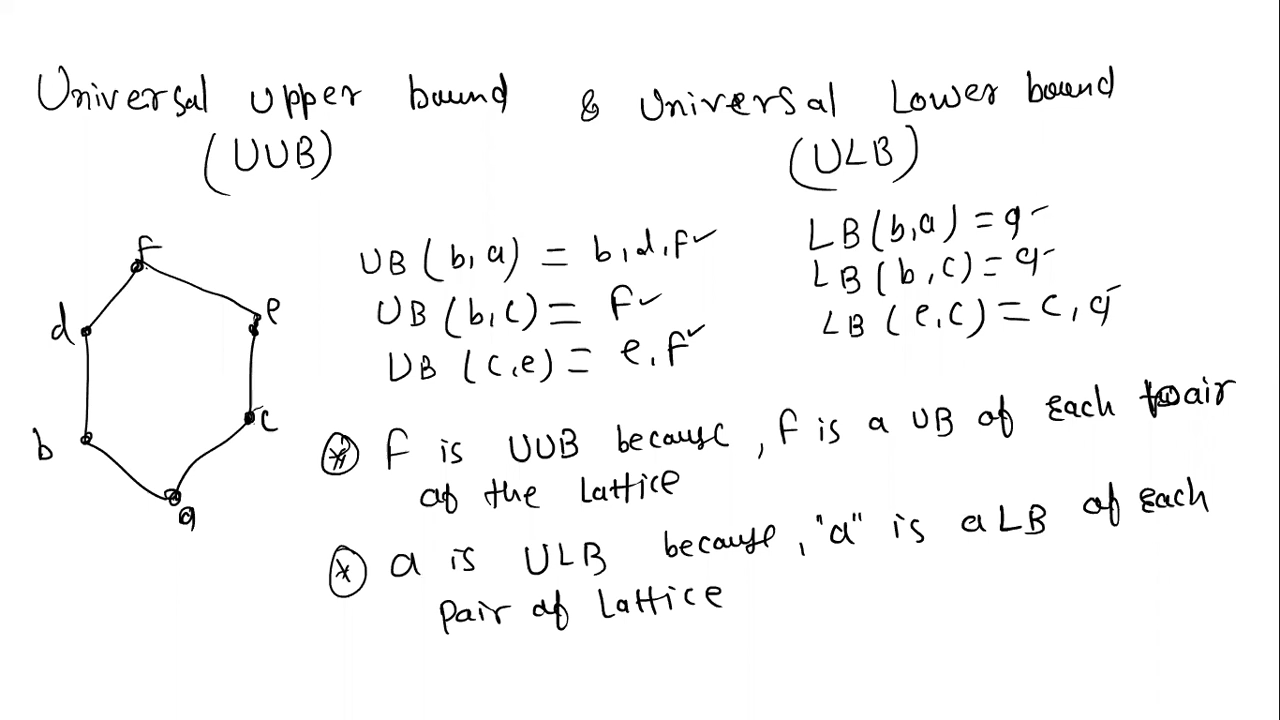 Universal Upper bound & Universal Lower bound
(UUB) (ULB)
f
d
e
b
c
a
UB (b,a) = b,d,f✓
UB (b,c) = f✓
UB (c,e) = e,f✓
LB (b,a) = a
LB (b,c) = a
LB (e,c) = c,a
* f is UUB because, f is a UB of each pair
of the Lattice
* a is ULB because, "a" is a LB of each
pair of Lattice